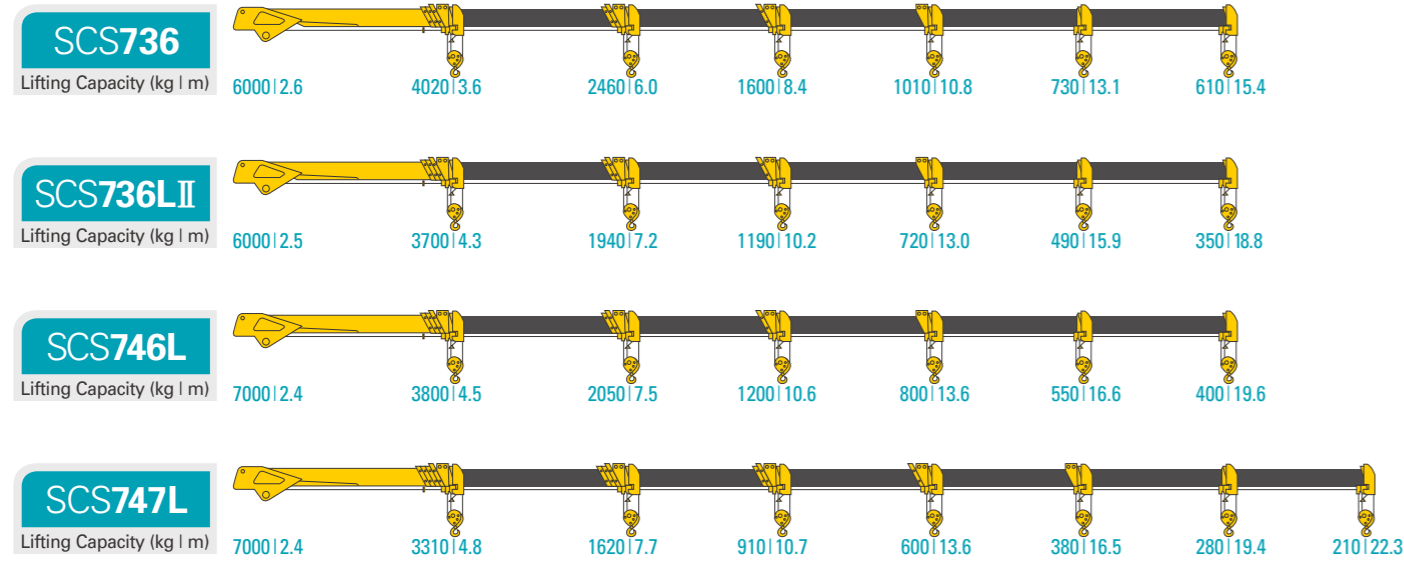 SCS736
Lifting Capacity (kg | m)
6000|2.6 4020|3.6 2460|6.0 1600|8.4 1010|10.8 730|13.1 610|15.4
SCS736LⅡ
Lifting Capacity (kg | m)
6000|2.5 3700|4.3 1940|7.2 1190|10.2 720|13.0 490|15.9 350|18.8
SCS746L
Lifting Capacity (kg | m)
7000|2.4 3800|4.5 2050|7.5 1200|10.6 800|13.6 550|16.6 400|19.6
SCS747L
Lifting Capacity (kg | m)
7000|2.4 3310|4.8 1620|7.7 910|10.7 600|13.6 380|16.5 280|19.4 210|22.3